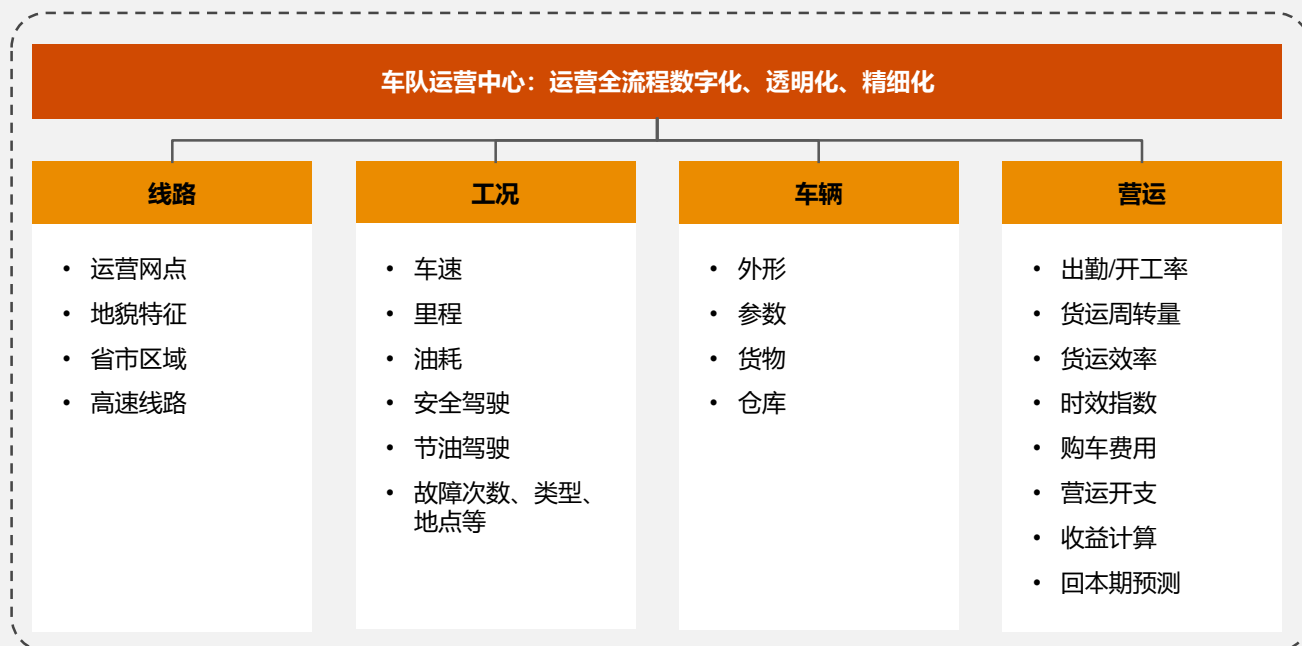 车队运营中心：运营全流程数字化、透明化、精细化
线路
• 运营网点
• 地貌特征
• 省市区域
• 高速线路
工况
• 车速
• 里程
• 油耗
• 安全驾驶
• 节油驾驶
• 故障次数、类型、
地点等
车辆
• 外形
• 参数
• 货物
• 仓库
营运
• 出勤/开工率
• 货运周转量
• 货运效率
• 时效指数
• 购车费用
• 营运开支
• 收益计算
• 回本期预测